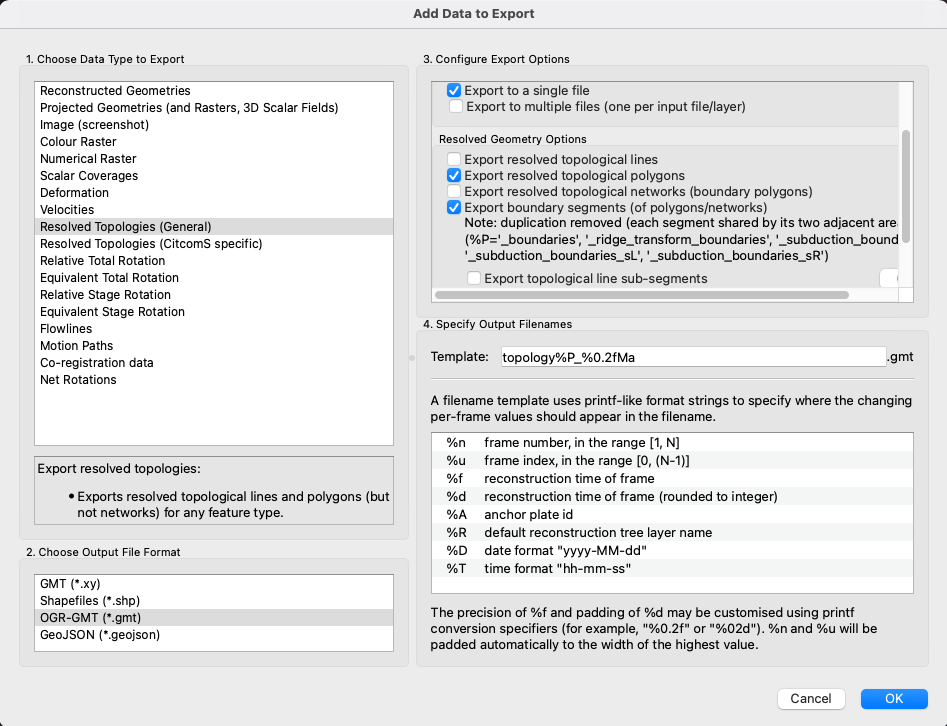 Add Data to Export
1. Choose Data Type to Export
Reconstructed Geometries
Projected Geometries (and Rasters, 3D Scalar Fields)
Image (screenshot)
Colour Raster
Numerical Raster
Scalar Coverages
Deformation
Velocities
Resolved Topologies (General)
Resolved Topologies (CitcomS specific)
Relative Total Rotation
Equivalent Total Rotation
Relative Stage Rotation
Equivalent Stage Rotation
Flowlines
Motion Paths
Co-registration data
Net Rotations
Export resolved topologies:
• Exports resolved topological lines and polygons (but
not networks) for any feature type.
2. Choose Output File Format
GMT (*.xy)
Shapefiles (*.shp)
OGR-GMT (*.gmt)
GeoJSON (*.geojson)
3. Configure Export Options
Export to a single file
Export to multiple files (one per input file/layer)
Resolved Geometry Options
Export resolved topological lines
Export resolved topological polygons
Export resolved topological networks (boundary polygons)
Export boundary segments (of polygons/networks)
Note: duplication removed (each segment shared by its two adjacent are
(%P='_boundaries', '_ridge_transform_boundaries', '_subduction_bound
'_subduction_boundaries_sL', '_subduction_boundaries_sR')
Export topological line sub-segments
4. Specify Output Filenames
Template: topology%P_%0.2fMa .gmt
A filename template uses printf-like format strings to specify where the changing
per-frame values should appear in the filename.
%n frame number, in the range [1, N]
%u frame index, in the range [0, (N-1)]
%f reconstruction time of frame
%d reconstruction time of frame (rounded to integer)
%A anchor plate id
%R default reconstruction tree layer name
%D date format "yyyy-MM-dd"
%T time format "hh-mm-ss"
The precision of %f and padding of %d may be customised using printf
conversion specifiers (for example, "%0.2f" or "%02d"). %n and %u will be
padded automatically to the width of the highest value.
Cancel OK